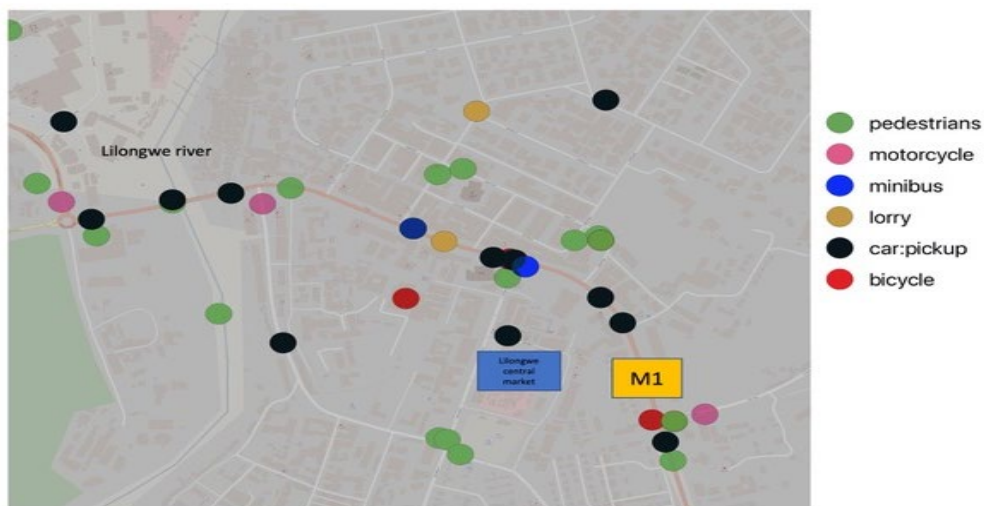 Lilongwe river
Lilongwe
central
market
M1
pedestrians
motorcycle
minibus
lorry
car:pickup
bicycle